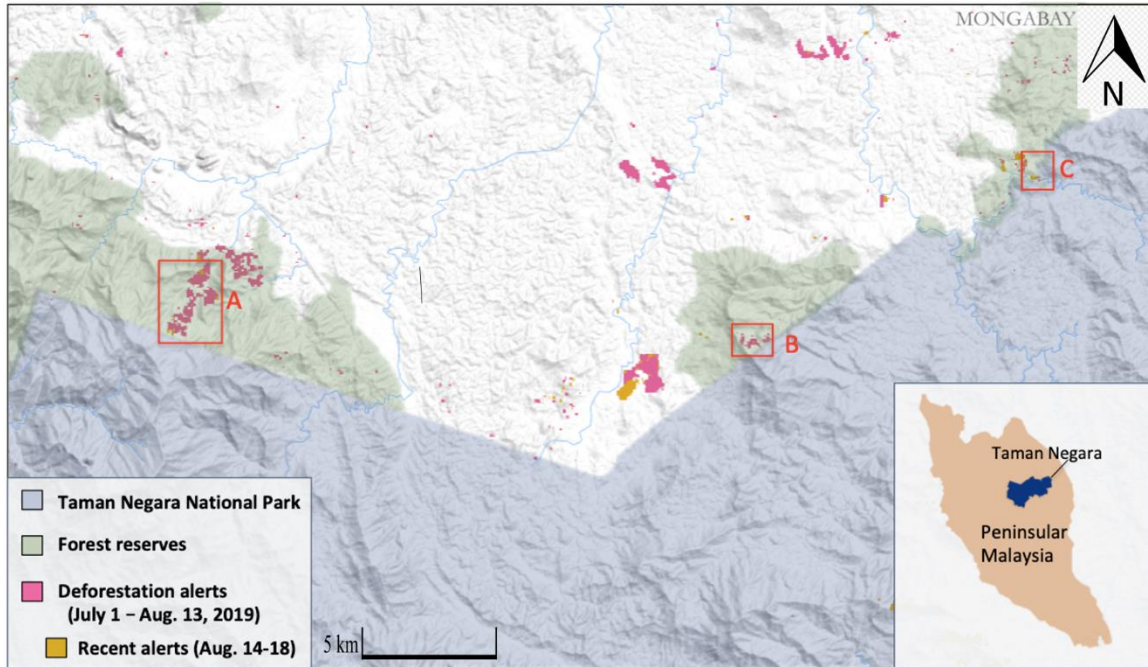 MONGABAY
N
C
A
B
Taman Negara National Park
Forest reserves
Deforestation alerts
(July 1 – Aug. 13, 2019)
Recent alerts (Aug. 14-18)
5 km
Taman Negara
Peninsular
Malaysia